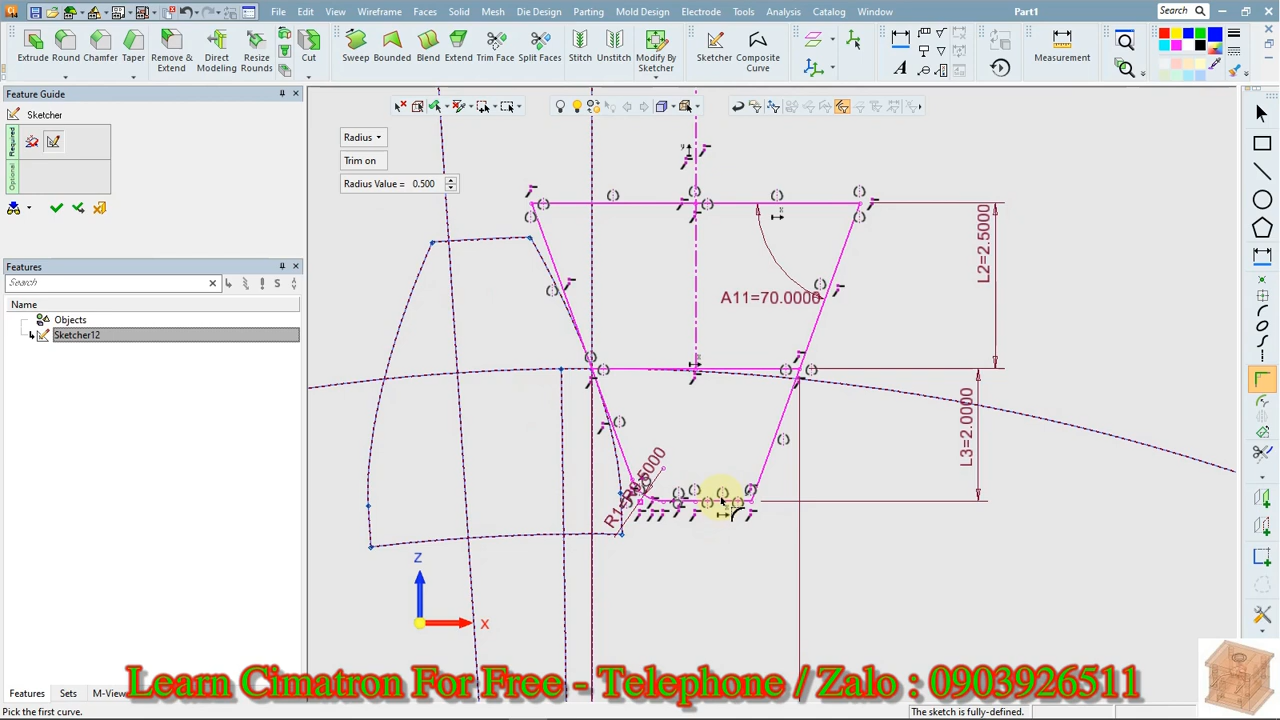 File Edit View Wireframe Faces Solid Mesh Die Design Parting Mold Design Electrode Tools Analysis Catalog Window
Part1
Search
Extrude Round Chamfer Taper Remove & Extend Direct Modeling Resize Rounds Cut Sweep Bounded Blend Extend Trim Faces Split Faces Stitch Unstitch Modify By Sketcher Sketcher Composite Curve Measurement
Feature Guide
Sketcher
Required
Optional
Radius
Trim on
Radius Value = 0.500
Features
Search
Name
Objects
Sketcher12
A11=70.0000
L2=2.5000
L3=2.0000
Z
X
Learn Cimatron For Free - Telephone / Zalo : 0903926511
Features Sets M-View
Pick the first curve.
The sketch is fully-defined.